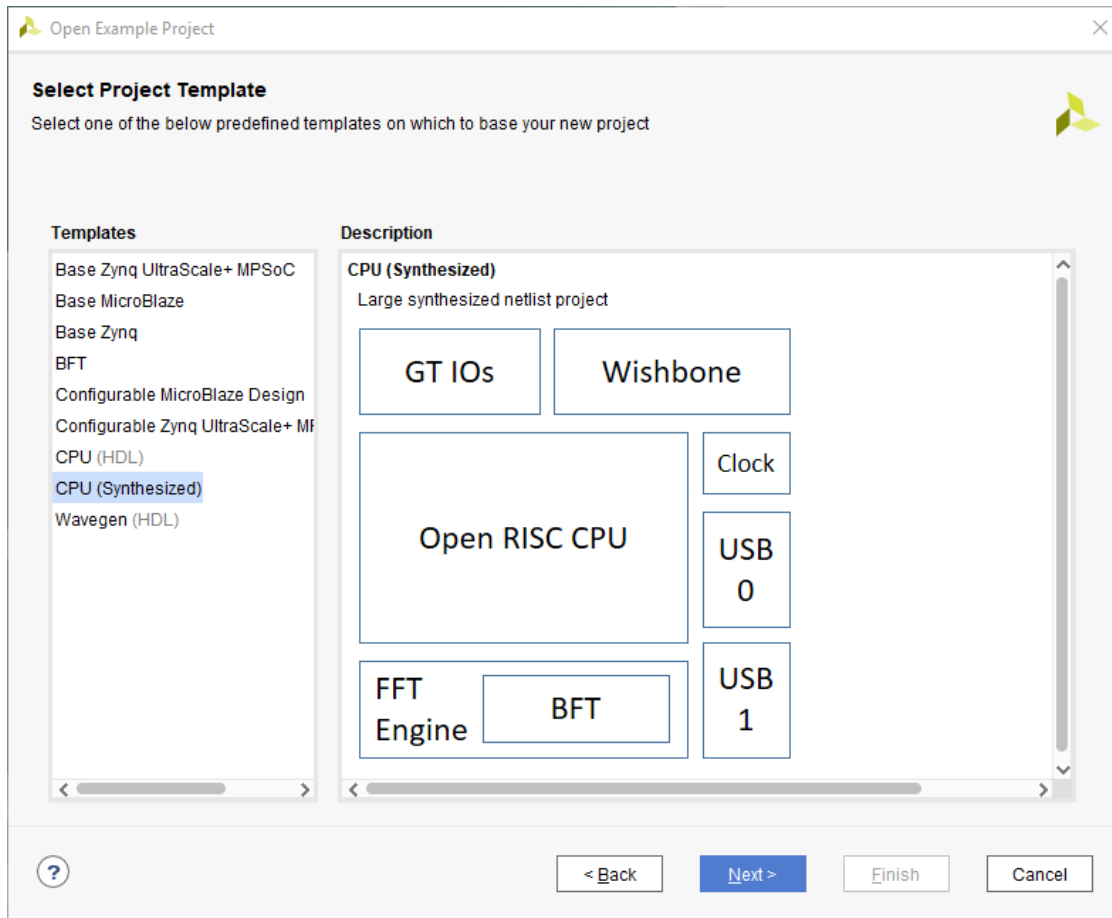 Open Example Project
Select Project Template
Select one of the below predefined templates on which to base your new project
Templates
Base Zynq UltraScale+ MPSoC
Base MicroBlaze
Base Zynq
BFT
Configurable MicroBlaze Design
Configurable Zynq UltraScale+
CPU (HDL)
CPU (Synthesized)
Wavegen (HDL)
Description
CPU (Synthesized)
Large synthesized netlist project
GT IOs
Wishbone
Open RISC CPU
Clock
USB
0
FFT
Engine
BFT
USB
1
?
< Back
Next >
Finish
Cancel